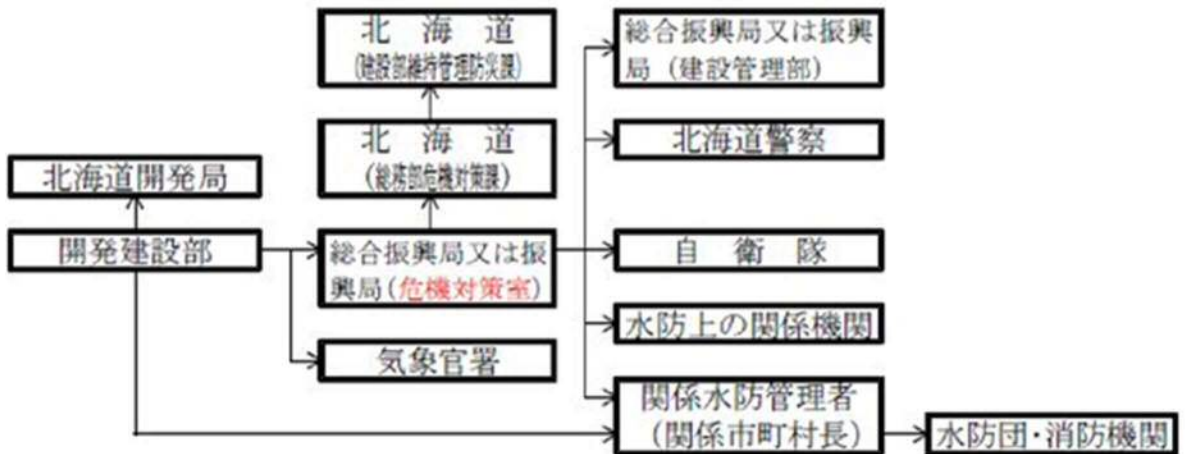 北海道
(建設部維持管理防災課)
総合振興局又は振興
局(建設管理部)
北海道
(総務部危機対策課)
北海道警察
北海道開発局
開発建設部
総合振興局又は振
興局(危機対策室)
自衛隊
水防上の関係機関
気象官署
関係水防管理者
(関係市町村長)
水防団・消防機関